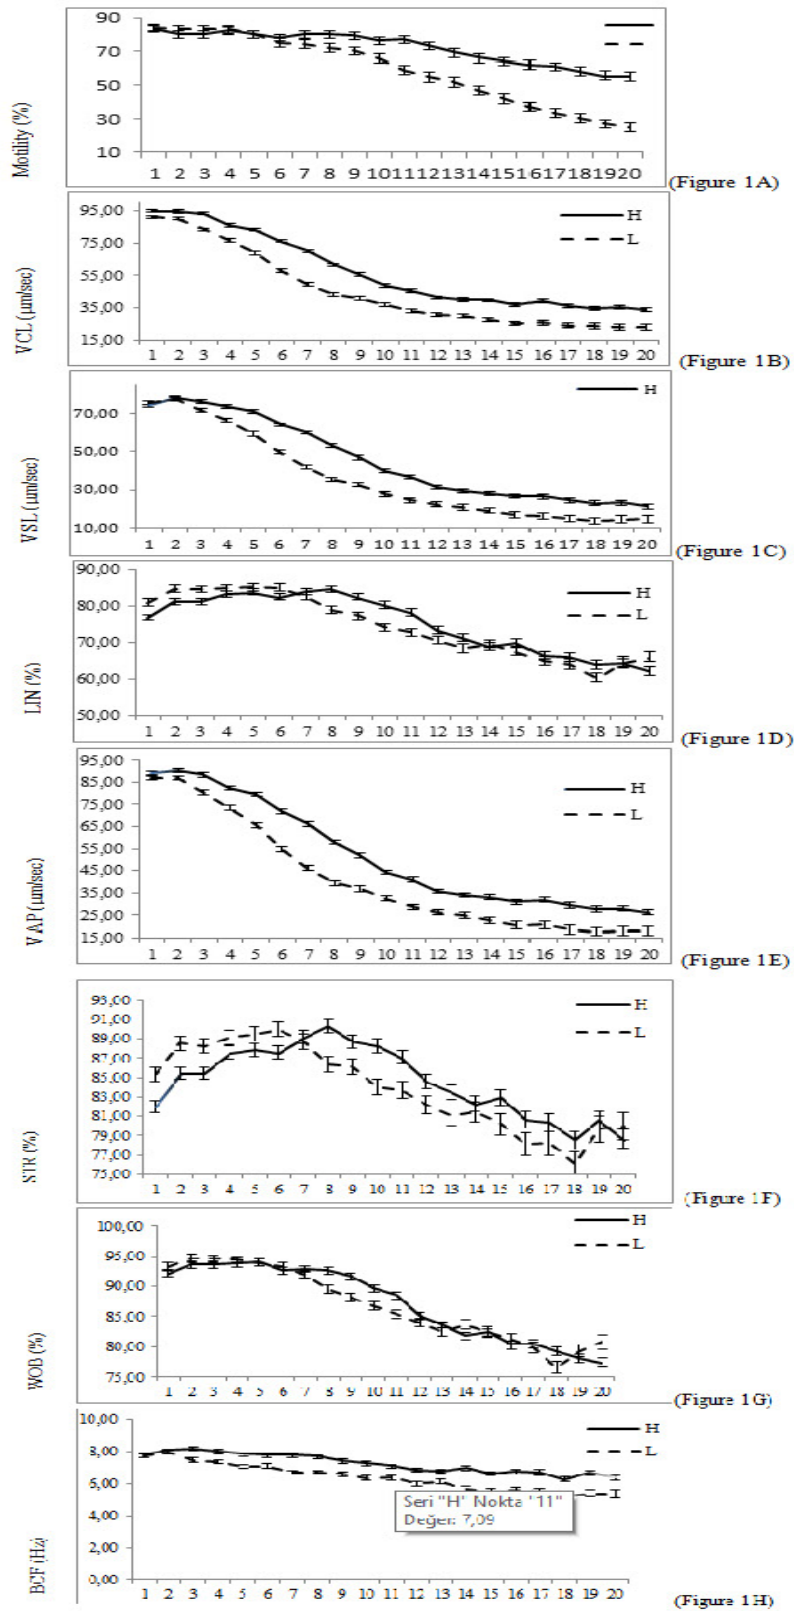 90
70
50
30
10
Motility (%)
1 2 3 4 5 6 7 8 9 10 11 12 13 14 15 16 17 18 19 20
(Figure 1A)
95,00
75,00
55,00
35,00
15,00
VCL (µm/sec)
H
L
1 2 3 4 5 6 7 8 9 10 11 12 13 14 15 16 17 18 19 20
(Figure 1B)
70,00
50,00
30,00
10,00
VSL (µm/sec)
H
1 2 3 4 5 6 7 8 9 10 11 12 13 14 15 16 17 18 19 20
(Figure 1C)
90,00
80,00
70,00
60,00
50,00
LIN (%)
H
L
1 2 3 4 5 6 7 8 9 10 11 12 13 14 15 16 17 18 19 20
(Figure 1D)
95,00
85,00
75,00
65,00
55,00
45,00
35,00
25,00
15,00
VAP (µm/sec)
H
L
1 2 3 4 5 6 7 8 9 10 11 12 13 14 15 16 17 18 19 20
(Figure 1E)
93,00
91,00
89,00
87,00
85,00
83,00
81,00
79,00
77,00
75,00
STR (%)
H
L
1 2 3 4 5 6 7 8 9 10 11 12 13 14 15 16 17 18 19 20
(Figure 1F)
100,00
95,00
90,00
85,00
80,00
75,00
WOB (%)
H
L
1 2 3 4 5 6 7 8 9 10 11 12 13 14 15 16 17 18 19 20
(Figure 1G)
10,00
8,00
6,00
4,00
2,00
0,00
BCF (Hz)
H
L
Seri "H" Nokta "11"
Değer: 7,09
1 2 3 4 5 6 7 8 9 10 11 12 13 14 15 16 17 18 19 20
(Figure 1H)